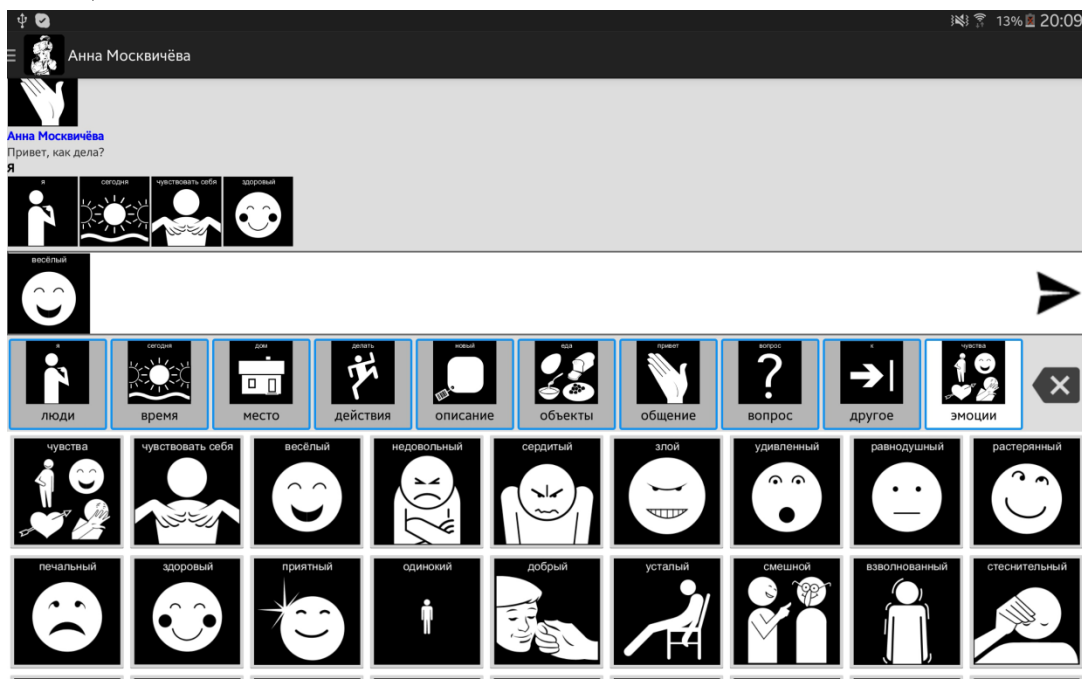 13% 20:09
Анна Москвичёва
Анна Москвичёва
Привет, как дела?
Я
я сегодня чувствовать себя здоровый
весёлый
я сегодня дом делать новый еда привет вопрос к чувства
люди время место действия описание объекты общение вопрос другое эмоции
чувства чувствовать себя весёлый недовольный сердитый злой удивленный равнодушный растерянный
печальный здоровый приятный одинокий добрый усталый смешной взволнованный стеснительный